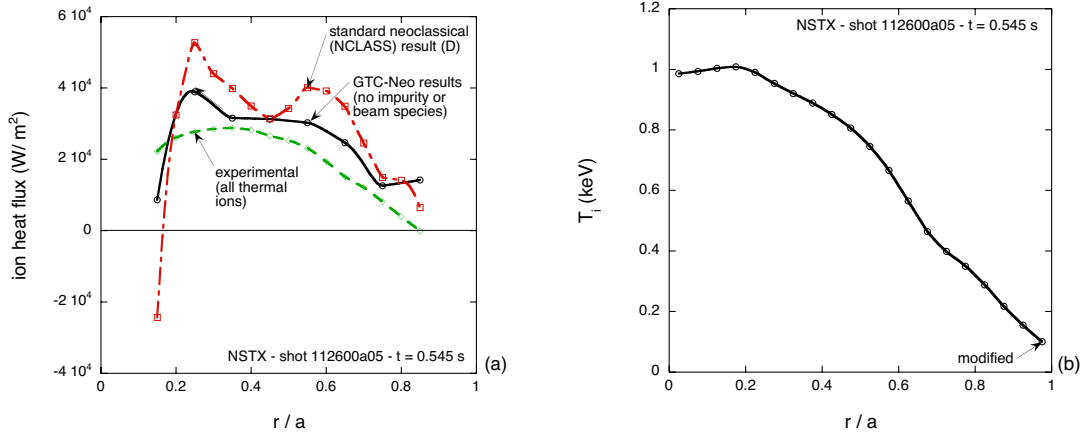 6 10⁴
4 10⁴
2 10⁴
0
-2 10⁴
-4 10⁴
0
0.2
0.4
0.6
0.8
1
ion heat flux (W/ m²)
r / a
standard neoclassical
(NCLASS) result (D)
GTC-Neo results
(no impurity or
beam species)
experimental
(all thermal
ions)
NSTX - shot 112600a05 - t = 0.545 s
(a)
1.2
1
0.8
0.6
0.4
0.2
0
0
0.2
0.4
0.6
0.8
1
Tᵢ (keV)
r / a
NSTX - shot 112600a05 - t = 0.545 s
modified
(b)